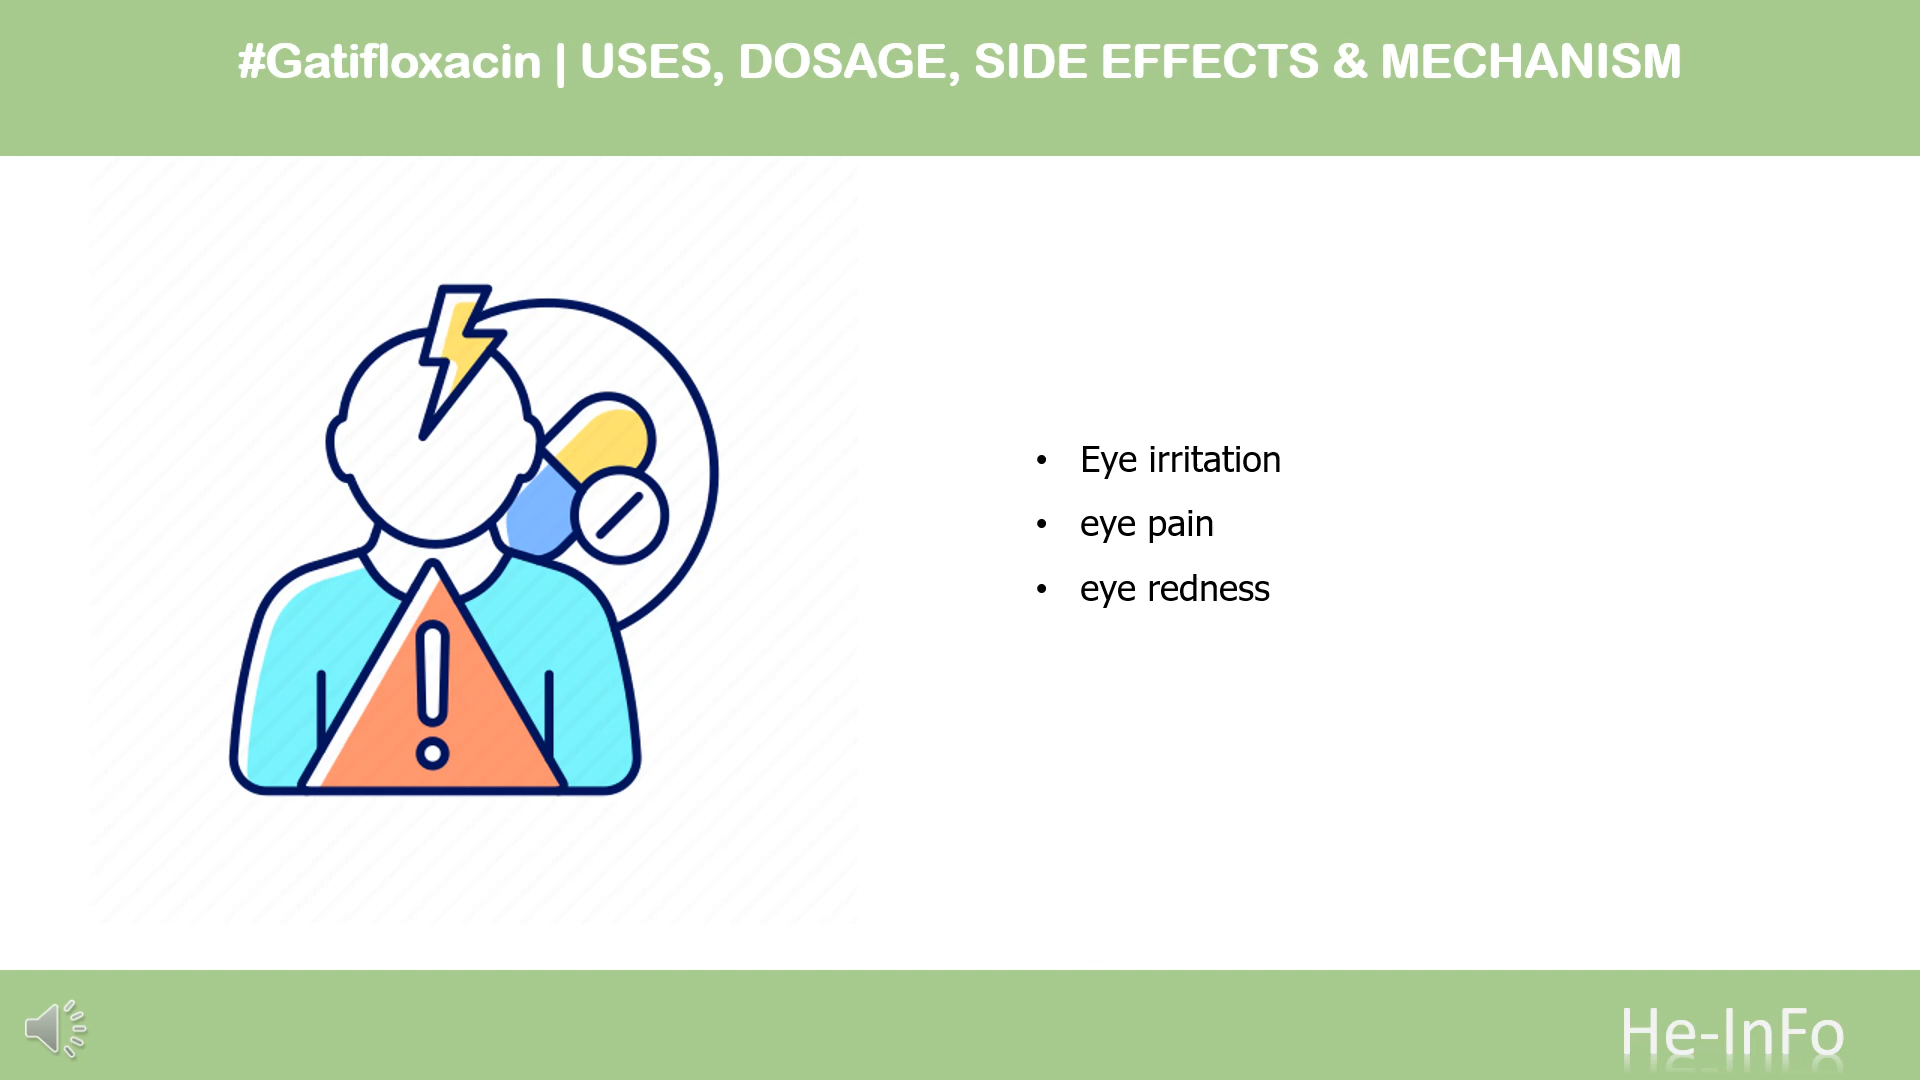 #Gatifloxacin | USES, DOSAGE, SIDE EFFECTS & MECHANISM
• Eye irritation
• eye pain
• eye redness
He-InFo